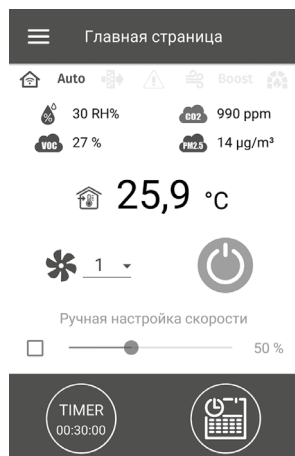 Главная страница
Auto Boost
% 30 RH% CO2 990 ppm
VOC 27 % PM2.5 14 µg/m³
25,9 °C
1
Ручная настройка скорости
50 %
TIMER
00:30:00